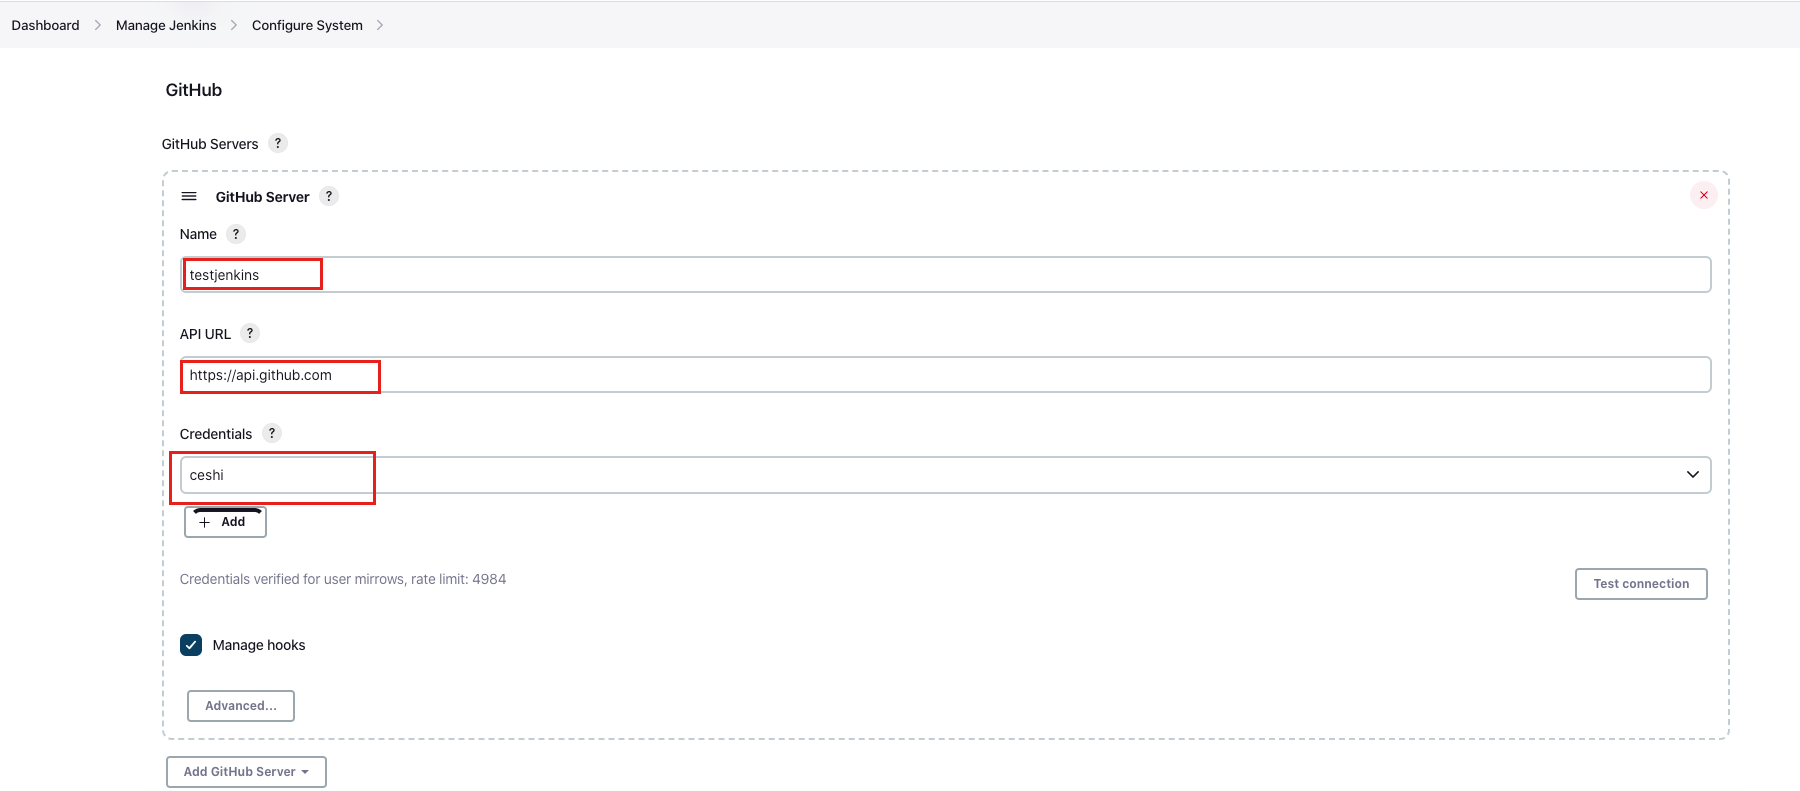 Dashboard > Manage Jenkins > Configure System >
GitHub
GitHub Servers ?
GitHub Server ?
Name ?
testjenkins
API URL ?
https://api.github.com
Credentials ?
ceshi
+ Add
Credentials verified for user mirrows, rate limit: 4984
Test connection
Manage hooks
Advanced...
Add GitHub Server